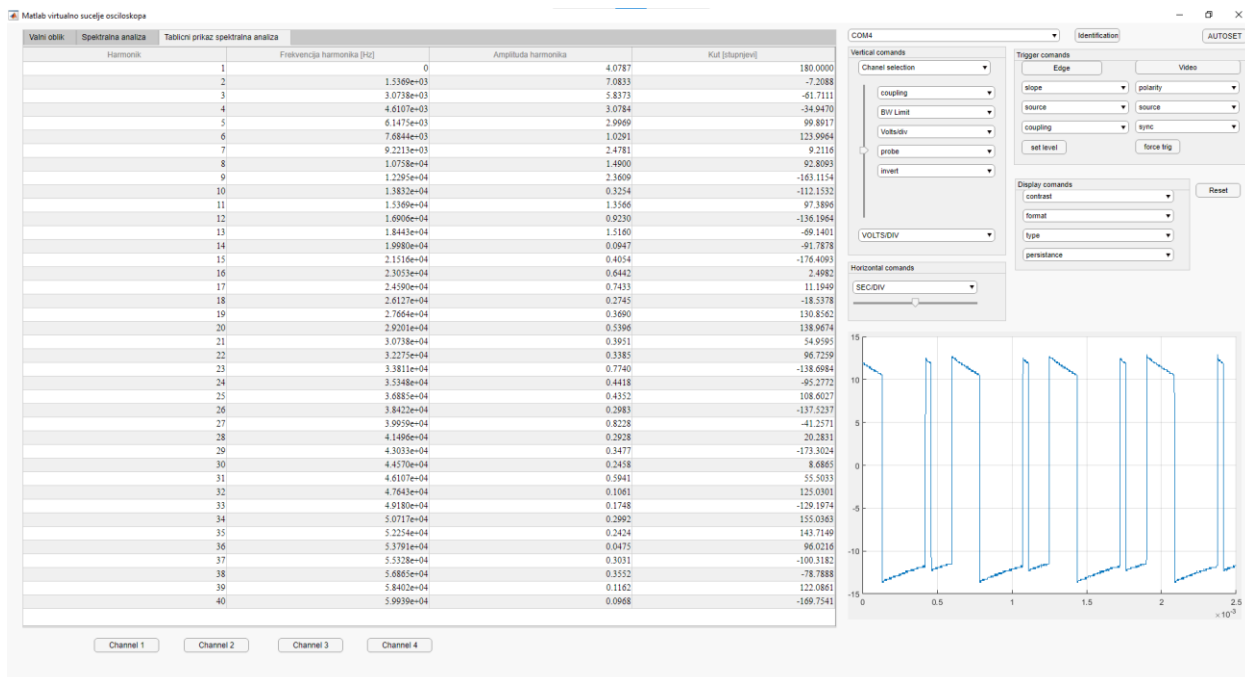 Matlab virtualno sucelje osciloskopa
Valni oblik Spektralna analiza Tablicni prikaz spektralna analiza
Harmonik Frekvencija harmonika [Hz] Amplituda harmonika Kut [stupnjevi]
1 0 4.0787 180.0000
2 1.5369e+03 7.0833 -7.2088
3 3.0738e+03 5.8373 -61.7111
4 4.6107e+03 3.0784 -34.9470
5 6.1475e+03 2.9969 99.8917
6 7.6844e+03 1.0291 123.9964
7 9.2213e+03 2.4781 9.2116
8 1.0758e+04 1.4900 92.8093
9 1.2295e+04 2.3609 -163.1154
10 1.3832e+04 0.3254 -112.1532
11 1.5369e+04 1.3566 97.3896
12 1.6906e+04 0.9230 -136.1964
13 1.8443e+04 1.5160 -69.1401
14 1.9980e+04 0.0947 -91.7878
15 2.1516e+04 0.4054 -176.4093
16 2.3053e+04 0.6442 2.4982
17 2.4590e+04 0.7433 11.1949
18 2.6127e+04 0.2745 -18.5378
19 2.7664e+04 0.3690 130.8562
20 2.9201e+04 0.5396 138.9674
21 3.0738e+04 0.3951 54.9595
22 3.2275e+04 0.3385 96.7259
23 3.3811e+04 0.7740 -138.6984
24 3.5348e+04 0.4418 -95.2772
25 3.6885e+04 0.4352 108.6027
26 3.8422e+04 0.2983 -137.5237
27 3.9959e+04 0.8228 -41.2571
28 4.1496e+04 0.2928 20.2831
29 4.3033e+04 0.3477 -173.3024
30 4.4570e+04 0.2458 8.6865
31 4.6107e+04 0.5941 55.5033
32 4.7643e+04 0.1061 125.0301
33 4.9180e+04 0.1748 -129.1974
34 5.0717e+04 0.2992 155.0363
35 5.2254e+04 0.2424 143.7149
36 5.3791e+04 0.0475 96.0216
37 5.5328e+04 0.3031 -100.3182
38 5.6865e+04 0.3552 -78.7888
39 5.8402e+04 0.1162 122.0861
40 5.9939e+04 0.0968 -169.7541
Channel 1 Channel 2 Channel 3 Channel 4
COM4 Identification AUTOSET
Vertical comands
Chanel selection
coupling
BW Limit
Volts/div
probe
invert
VOLTS/DIV
Horizontal comands
SEC/DIV
Trigger comands
Edge Video
slope polarity
source source
coupling sync
set level force trig
Display comands
contrast
format
type
persistance
Reset
15
10
5
0
-5
-10
-15
0 0.5 1 1.5 2 2.5
×10⁻³